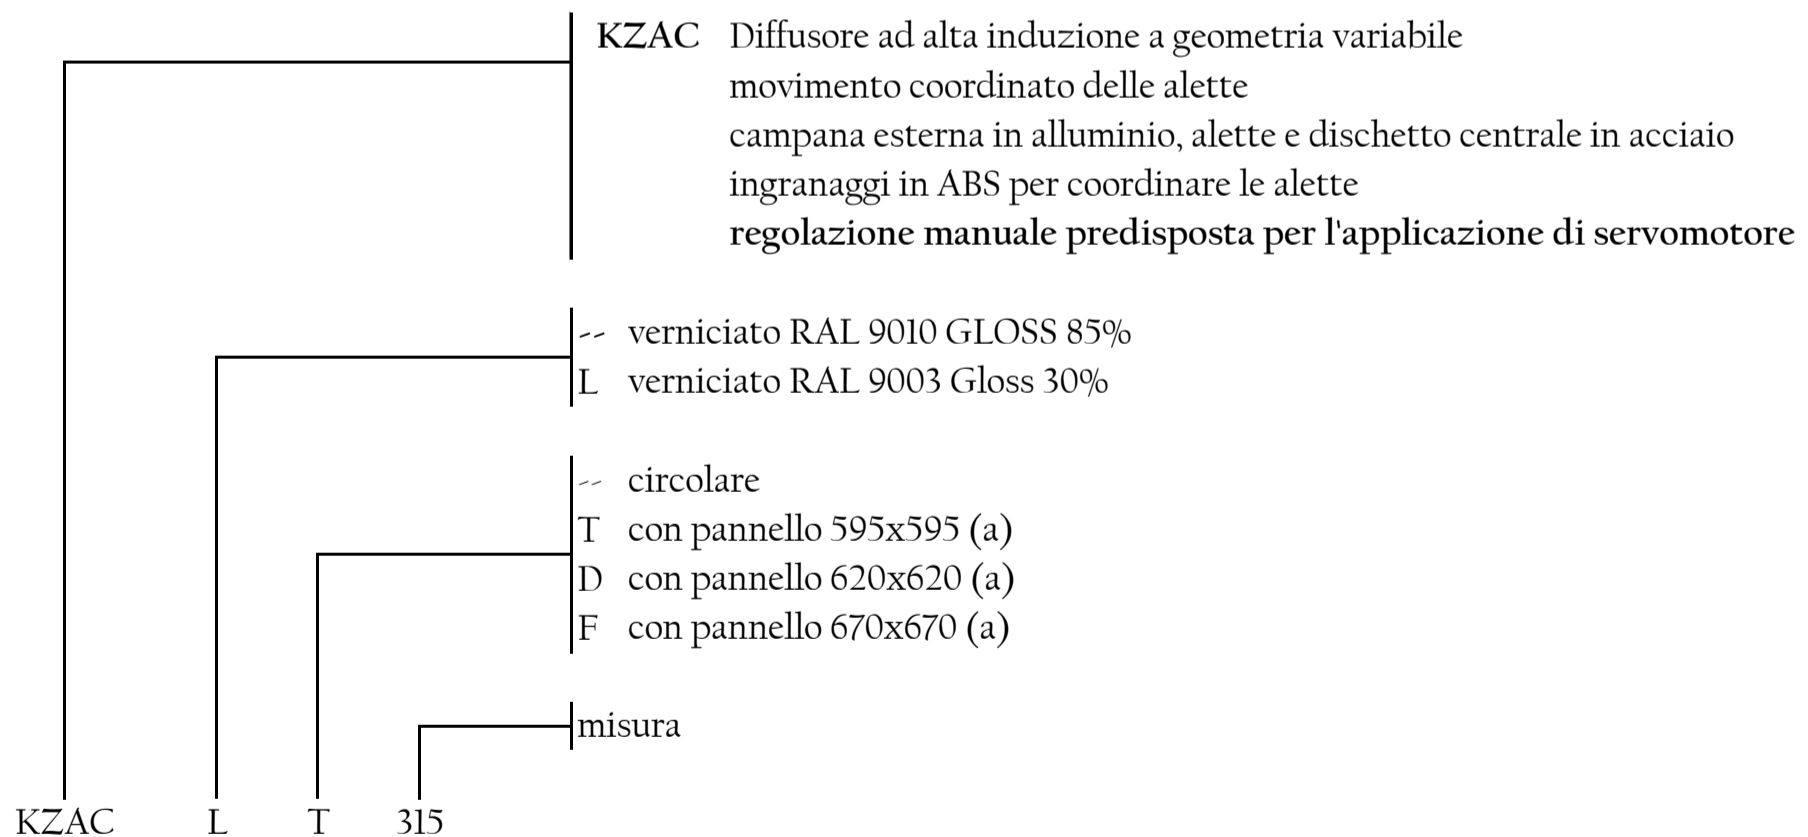 KZAC Diffusore ad alta induzione a geometria variabile
movimento coordinato delle alette
campana esterna in alluminio, alette e dischetto centrale in acciaio
ingranaggi in ABS per coordinare le alette
regolazione manuale predisposta per l'applicazione di servomotore
-- verniciato RAL 9010 GLOSS 85%
L verniciato RAL 9003 Gloss 30%
-- circolare
T con pannello 595x595 (a)
D con pannello 620x620 (a)
F con pannello 670x670 (a)
misura
KZAC L T 315